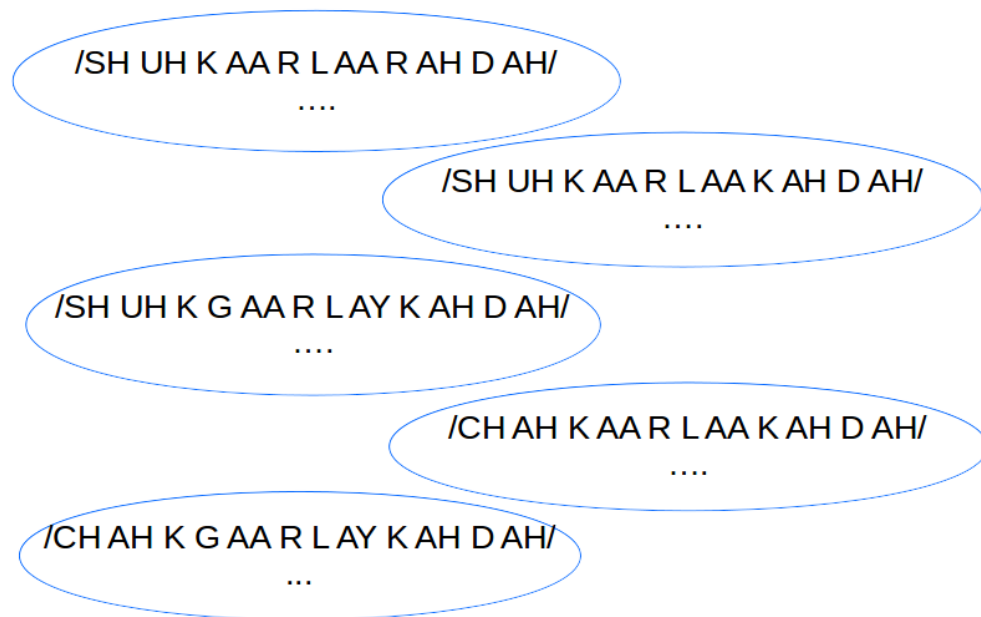 /SH UH K AA R L AA R AH D AH/
....
/SH UH K AA R L AA K AH D AH/
....
/SH UH K G AA R L AY K AH D AH/
....
/CH AH K AA R L AA K AH D AH/
....
/CH AH K G AA R L AY K AH D AH/
...